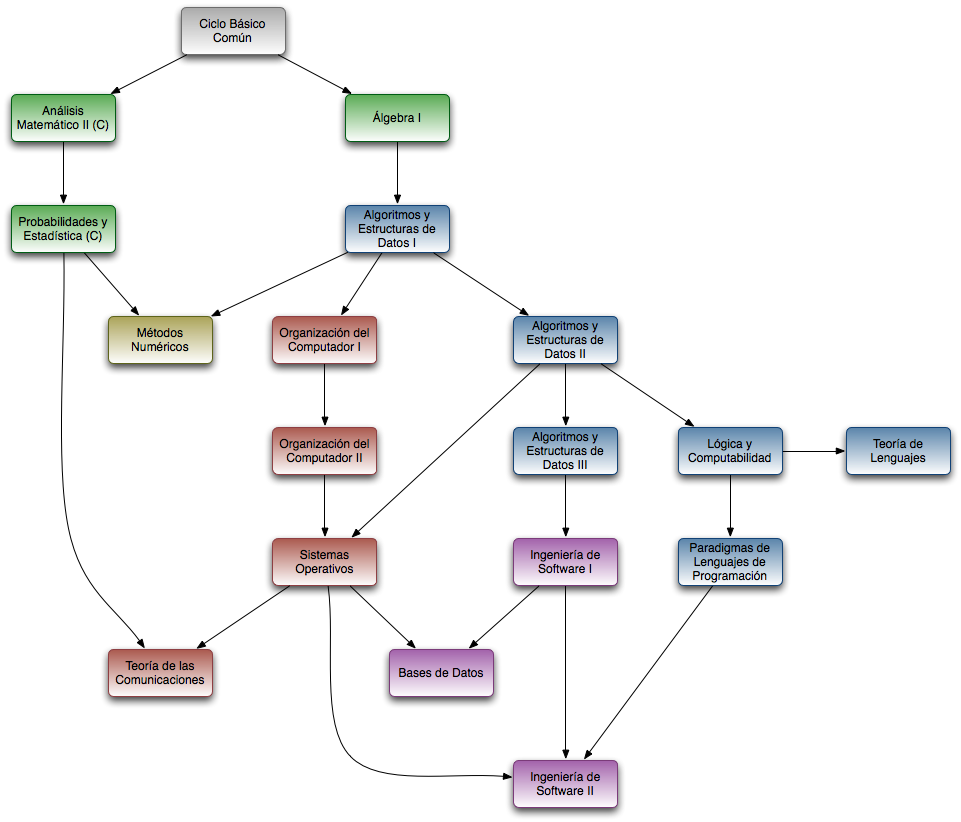 Ciclo Básico
Común
Análisis
Matemático II (C)
Álgebra I
Probabilidades y
Estadística (C)
Algoritmos y
Estructuras de
Datos I
Métodos
Numéricos
Organización del
Computador I
Algoritmos y
Estructuras de
Datos II
Organización del
Computador II
Algoritmos y
Estructuras de
Datos III
Lógica y
Computabilidad
Teoría de
Lenguajes
Sistemas
Operativos
Ingeniería de
Software I
Paradigmas de
Lenguajes de
Programación
Teoría de las
Comunicaciones
Bases de Datos
Ingeniería de
Software II